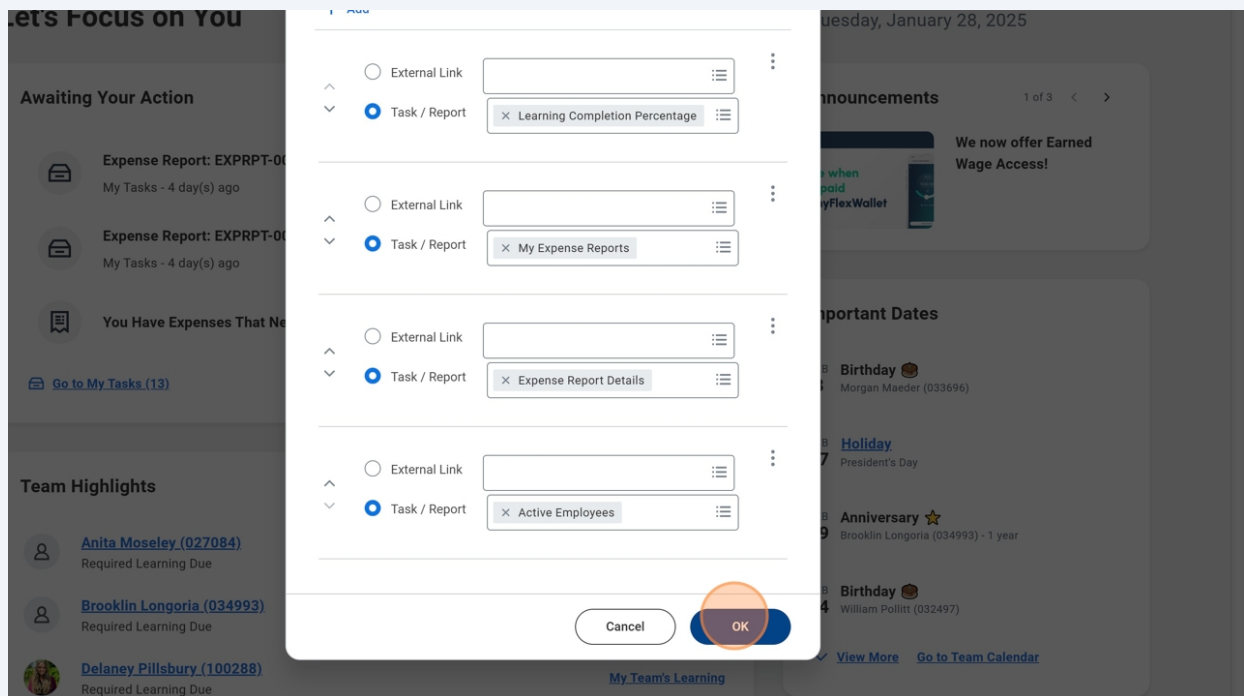 Let's Focus on You
Tuesday, January 28, 2025
Add
Awaiting Your Action
Expense Report: EXPRPT-00
My Tasks - 4 day(s) ago
Expense Report: EXPRPT-00
My Tasks - 4 day(s) ago
You Have Expenses That Ne
Go to My Tasks (13)
Team Highlights
Anita Moseley (027084)
Required Learning Due
Brooklin Longoria (034993)
Required Learning Due
Delaney Pillsbury (100288)
Required Learning Due
My Team's Learning
External Link
Task / Report
× Learning Completion Percentage
External Link
Task / Report
× My Expense Reports
External Link
Task / Report
× Expense Report Details
External Link
Task / Report
× Active Employees
Cancel
OK
nnouncements
1 of 3
when
paid
yFlexWallet
We now offer Earned
Wage Access!
mportant Dates
Birthday
Morgan Maeder (033696)
Holiday
President's Day
Anniversary
Brooklin Longoria (034993) - 1 year
Birthday
William Pollitt (032497)
View More Go to Team Calendar